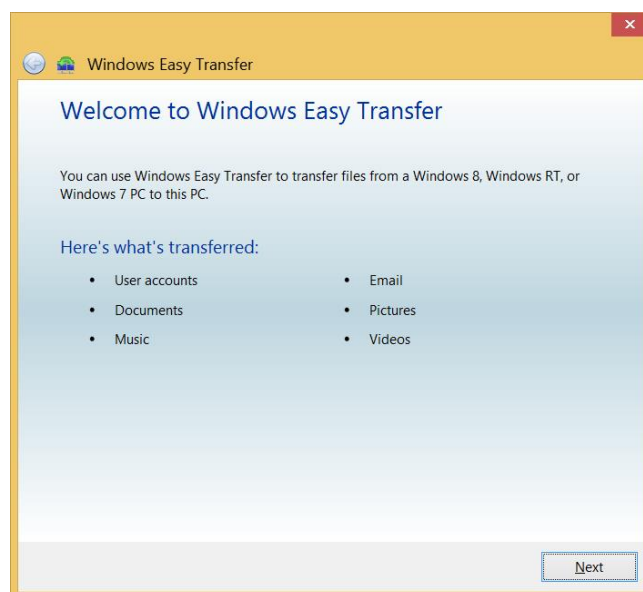 Windows Easy Transfer
Welcome to Windows Easy Transfer
You can use Windows Easy Transfer to transfer files from a Windows 8, Windows RT, or
Windows 7 PC to this PC.
Here's what's transferred:
• User accounts
• Email
• Documents
• Pictures
• Music
• Videos
Next